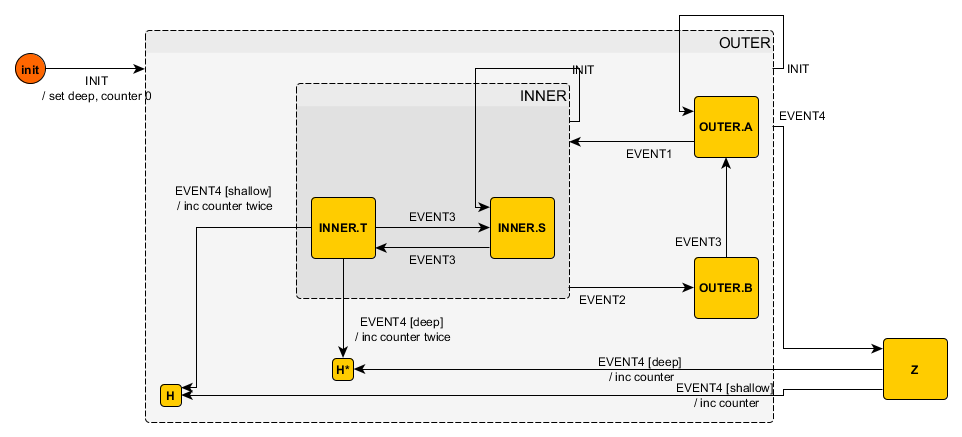 OUTER
init
INIT
INIT
/ set deep, counter 0
INNER
INIT
OUTER.A
EVENT4
EVENT1
EVENT4 [shallow]
/ inc counter twice
INNER.T
EVENT3
INNER.S
EVENT3
EVENT3
OUTER.B
EVENT2
EVENT4 [deep]
/ inc counter twice
H*
EVENT4 [deep]
/ inc counter
Z
H
EVENT4 [shallow]
/ inc counter